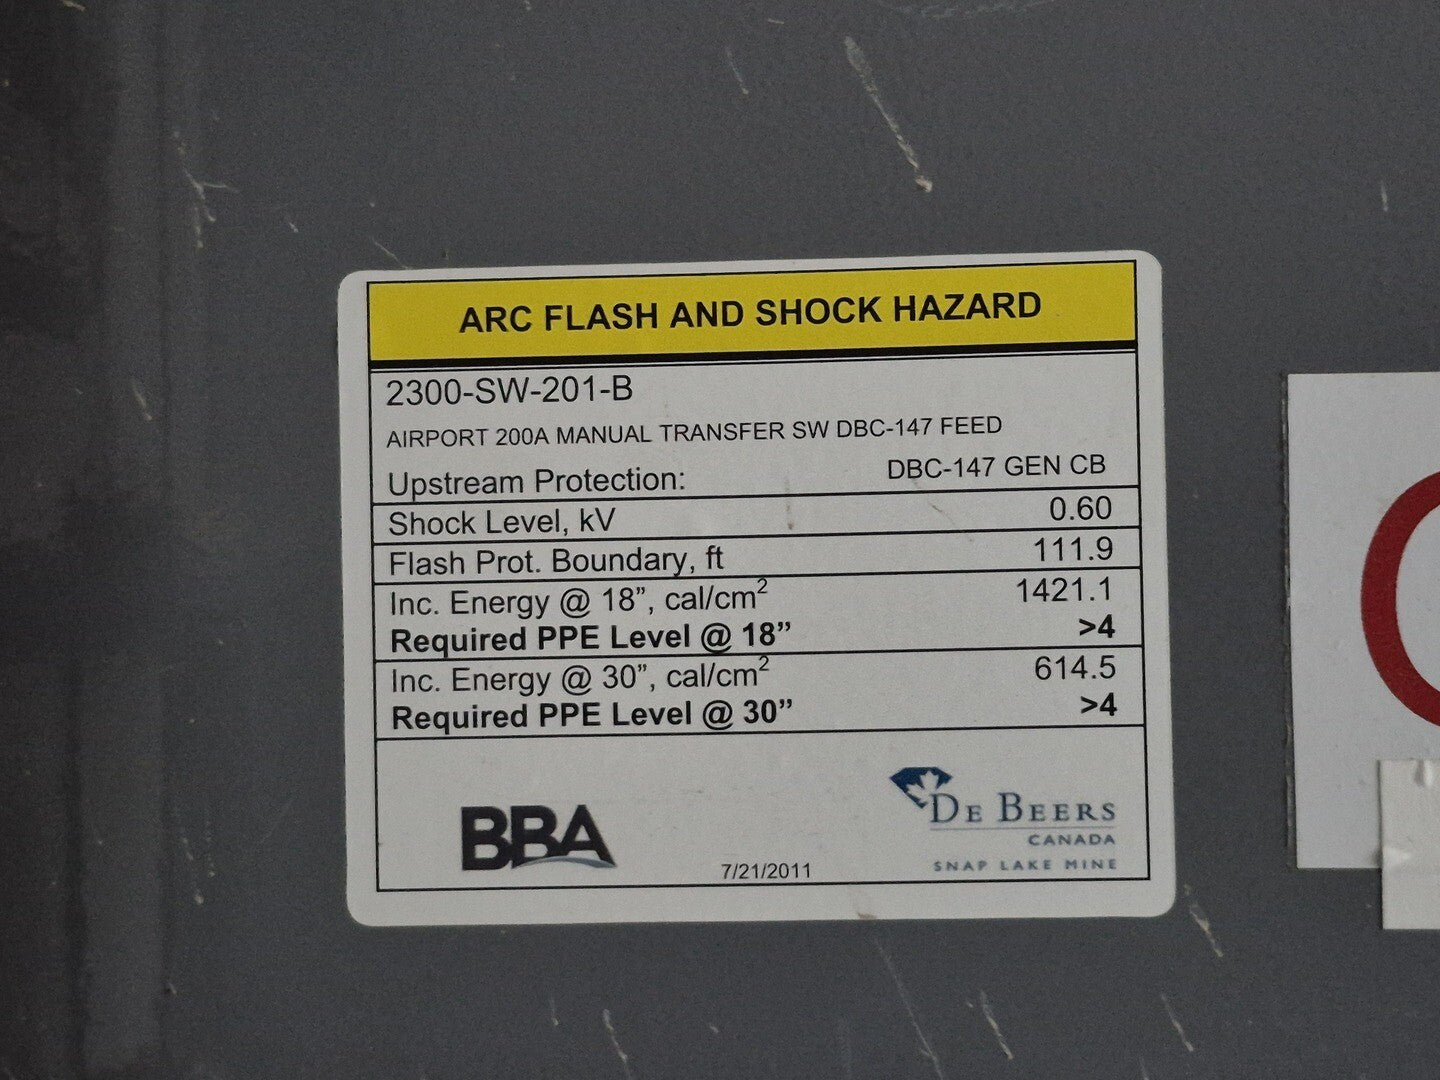 ARC FLASH AND SHOCK HAZARD
2300-SW-201-B
AIRPORT 200A MANUAL TRANSFER SW DBC-147 FEED
Upstream Protection: DBC-147 GEN CB
Shock Level, kV 0.60
Flash Prot. Boundary, ft 111.9
Inc. Energy @ 18”, cal/cm² 1421.1
Required PPE Level @ 18” >4
Inc. Energy @ 30”, cal/cm² 614.5
Required PPE Level @ 30” >4
BBA
7/21/2011
DE BEERS
CANADA
SNAP LAKE MINE